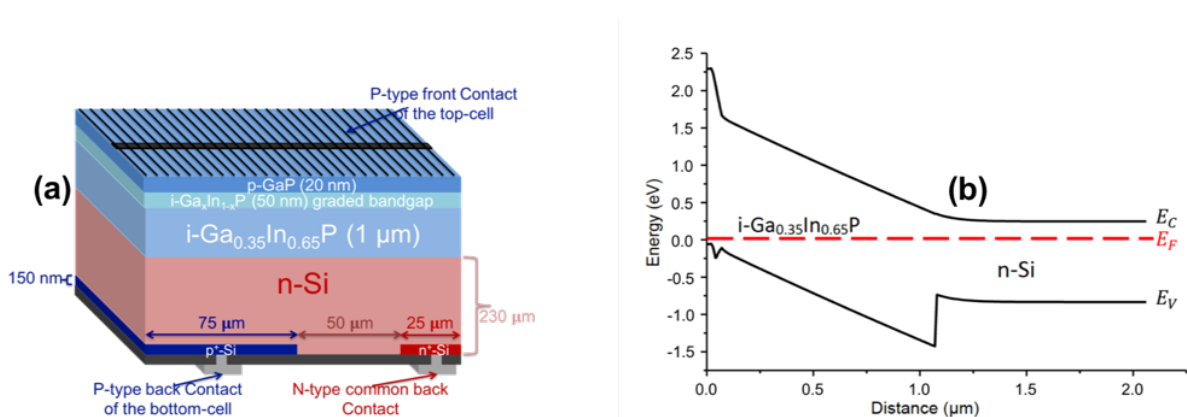 (a)
P-type front Contact
of the top-cell
p-GaP (20 nm)
i-GaₓIn₁₋ₓP (50 nm) graded bandgap
i-Ga₀.₃₅In₀.₆₅P (1 µm)
n-Si
150 nm
75 µm
50 µm
25 µm
230 µm
p⁺-Si
n⁺-Si
P-type back Contact
of the bottom-cell
N-type common back
Contact
(b)
Energy (eV)
2.5
2.0
1.5
1.0
0.5
0.0
-0.5
-1.0
-1.5
i-Ga₀.₃₅In₀.₆₅P
n-Si
E_C
E_F
E_V
0.0
0.5
1.0
1.5
2.0
Distance (µm)